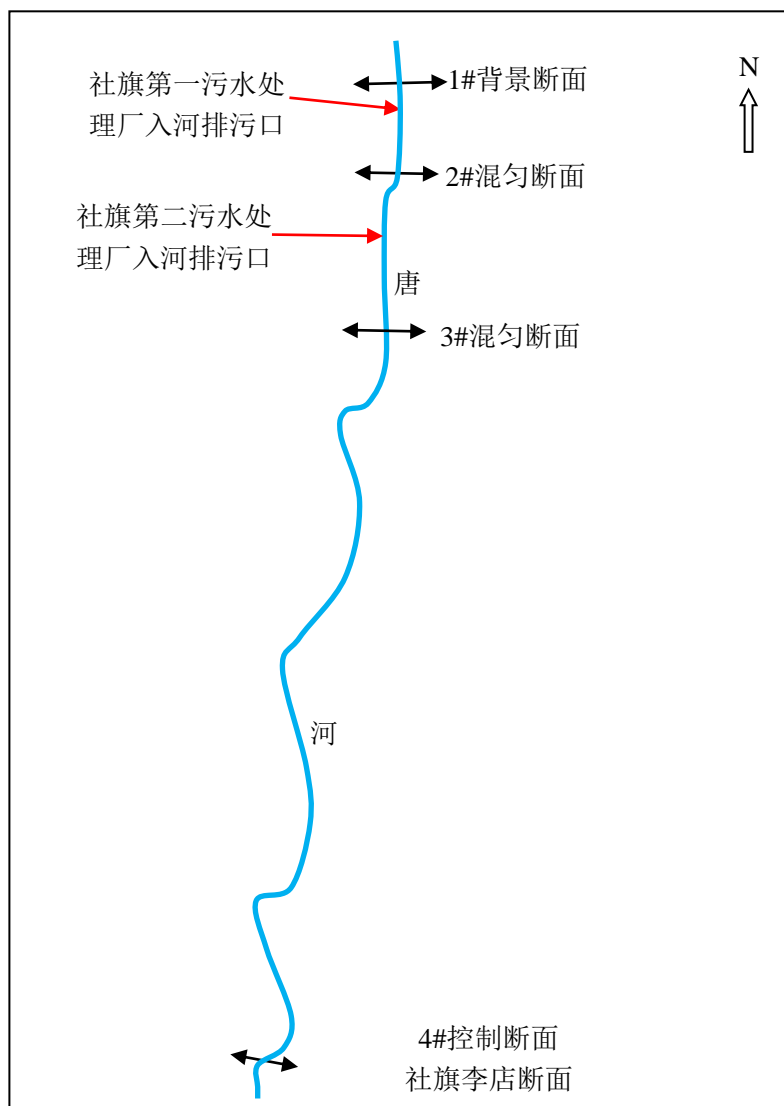 社旗第一污水处
理厂入河排污口
1#背景断面
N
2#混匀断面
社旗第二污水处
理厂入河排污口
唐
3#混匀断面
河
4#控制断面
社旗李店断面